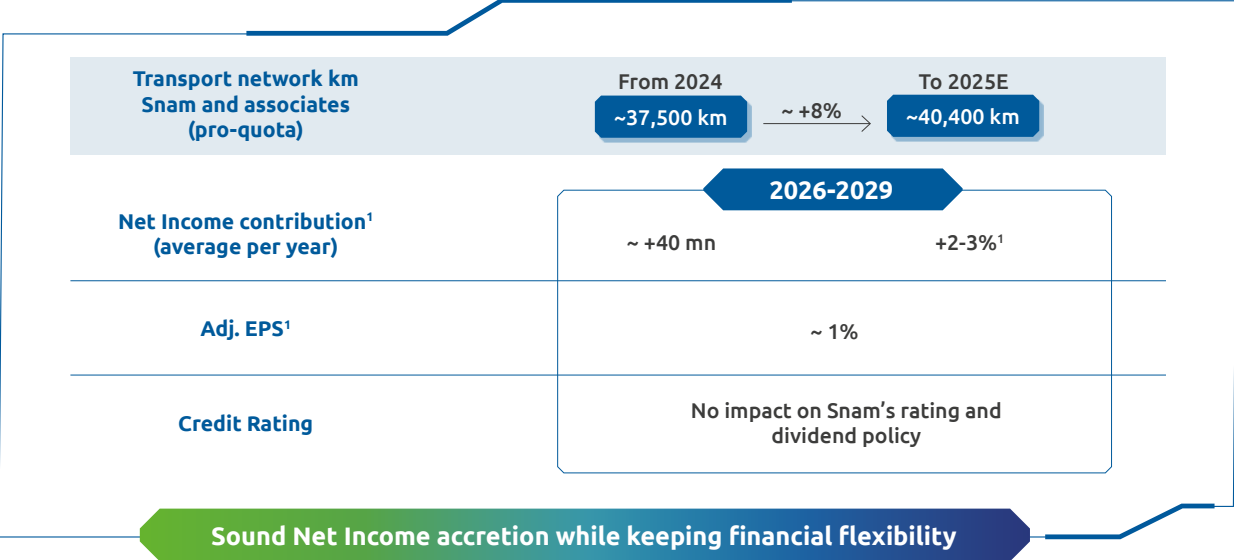 Transport network km
Snam and associates
(pro-quota)
From 2024
~37,500 km
~ +8%
To 2025E
~40,400 km
2026-2029
Net Income contribution¹
(average per year)
~ +40 mn
+2-3%¹
Adj. EPS¹
~ 1%
Credit Rating
No impact on Snam’s rating and
dividend policy
Sound Net Income accretion while keeping financial flexibility